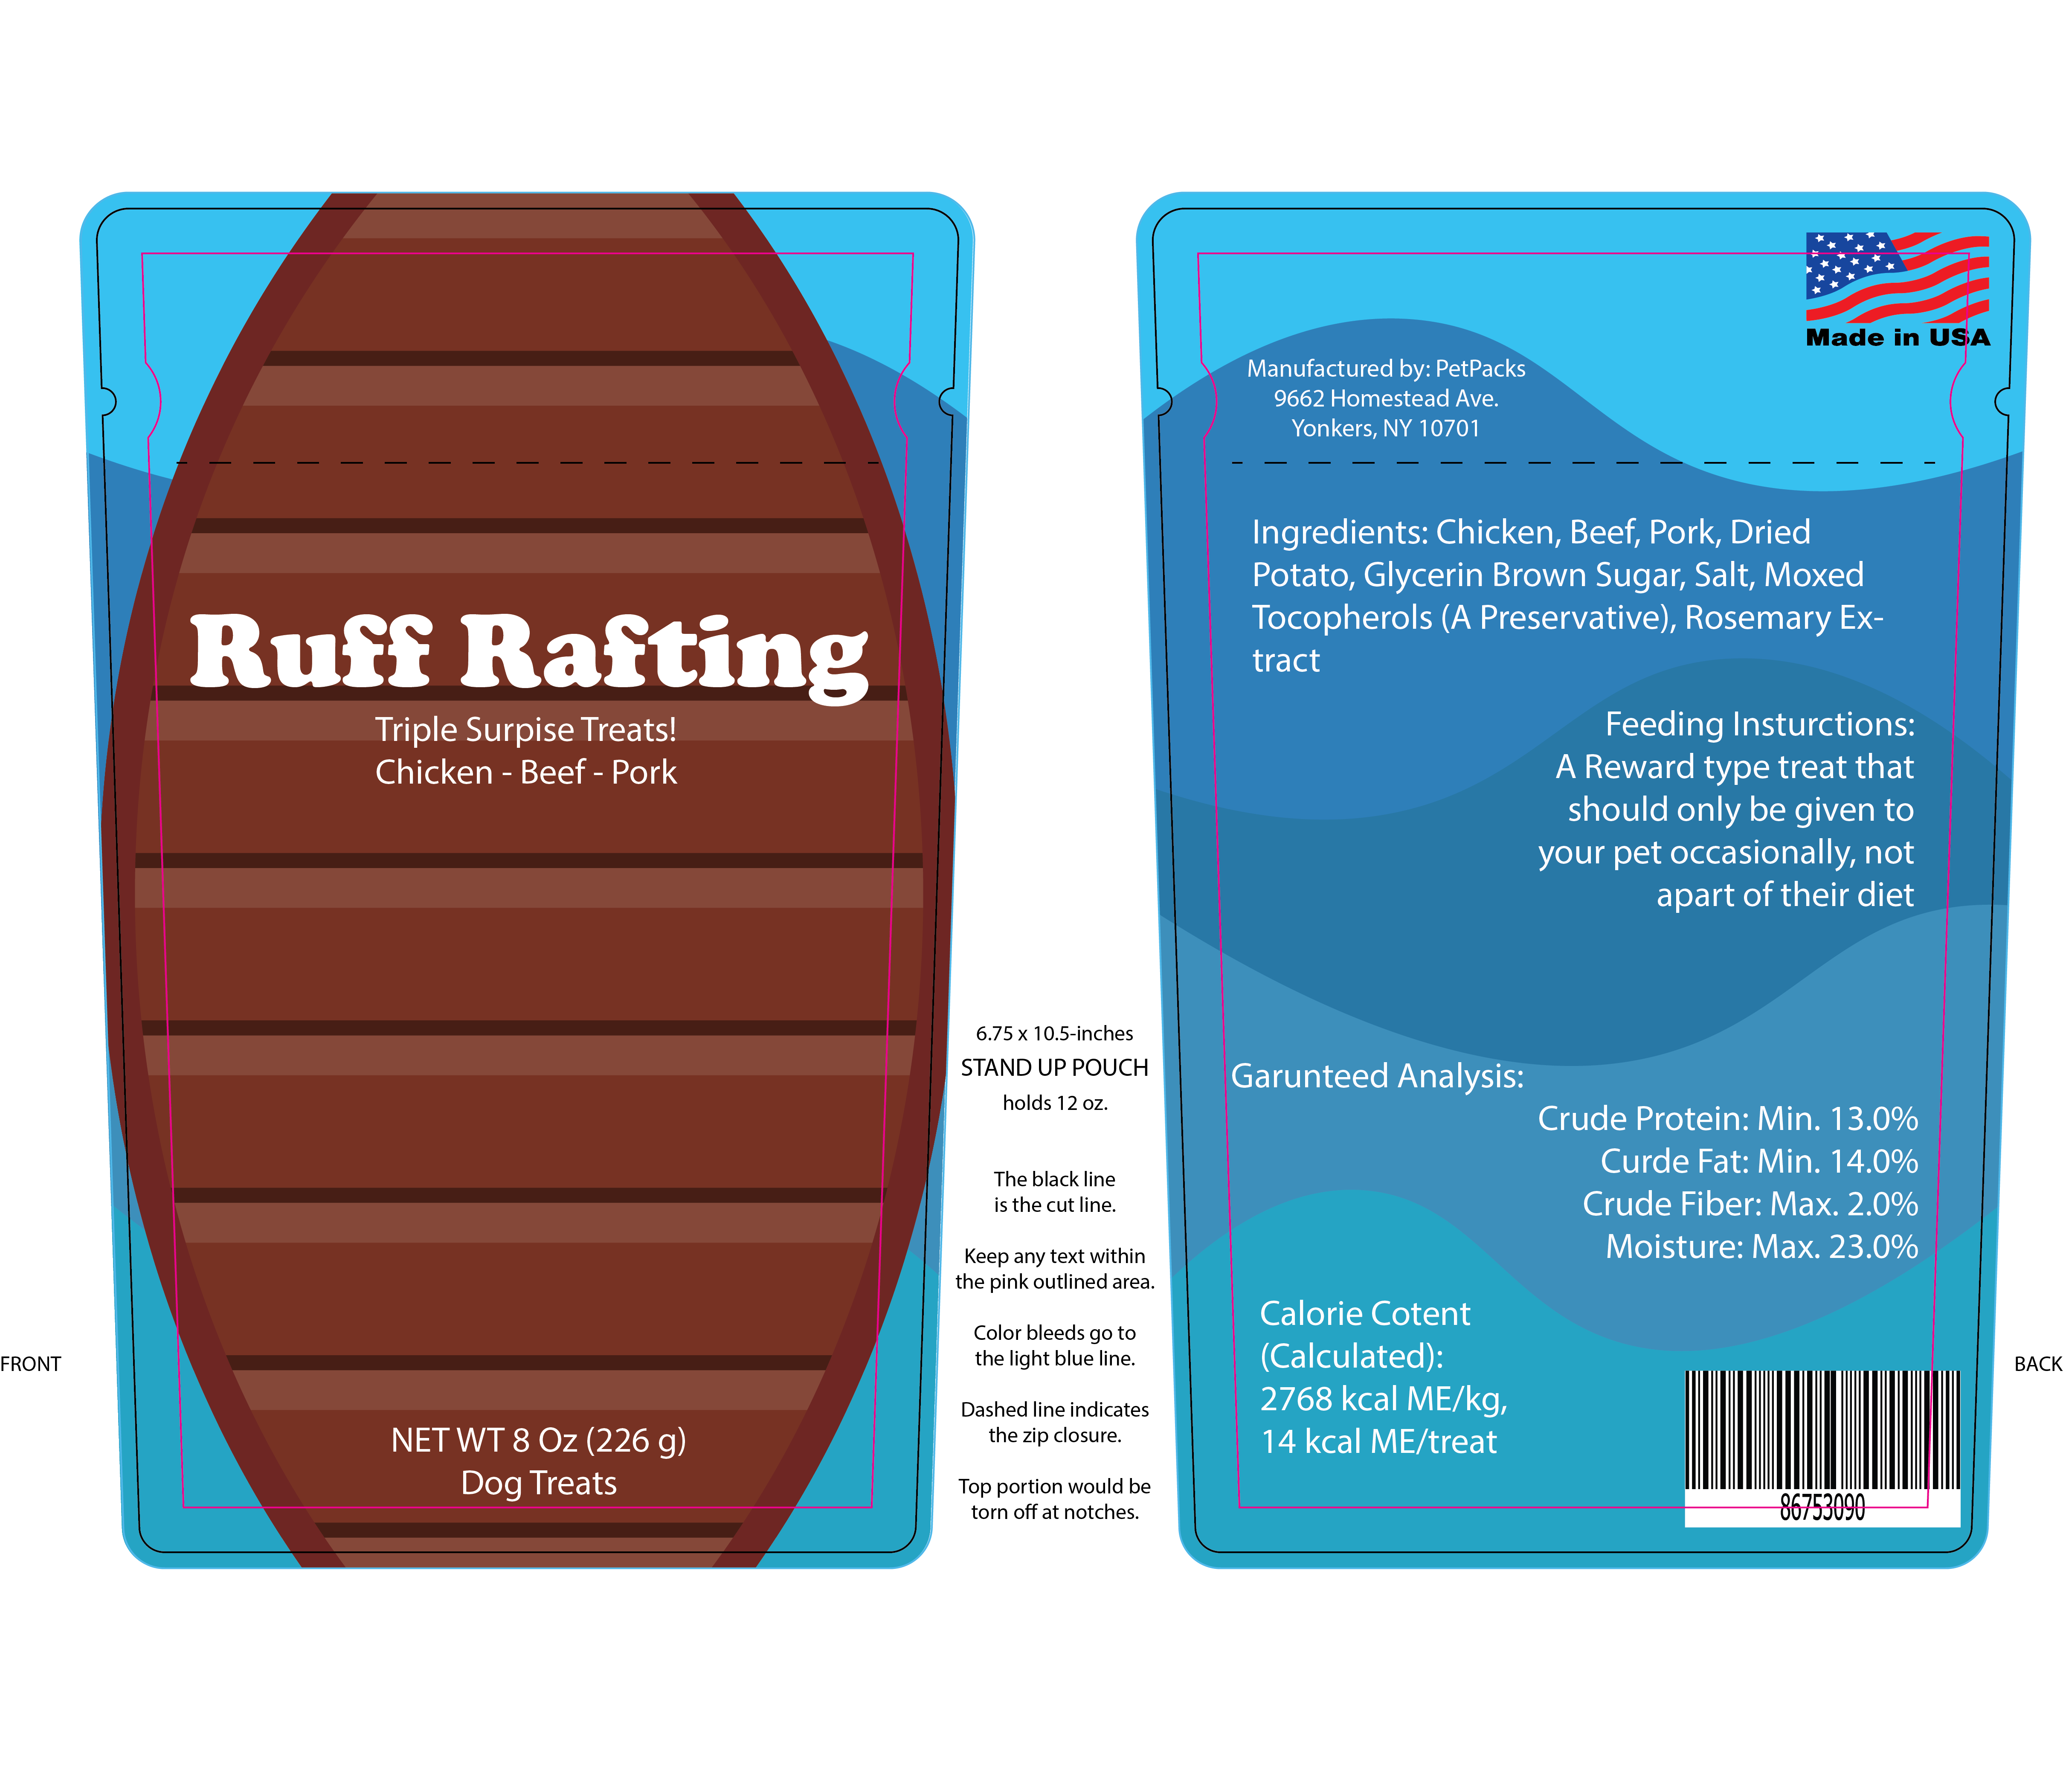 Ruff Rafting
Triple Surpise Treats!
Chicken - Beef - Pork
NET WT 8 Oz (226 g)
Dog Treats
FRONT
6.75 x 10.5-inches
STAND UP POUCH
holds 12 oz.
The black line
is the cut line.
Keep any text within
the pink outlined area.
Color bleeds go to
the light blue line.
Dashed line indicates
the zip closure.
Top portion would be
torn off at notches.
Made in USA
Manufactured by: PetPacks
9662 Homestead Ave.
Yonkers, NY 10701
Ingredients: Chicken, Beef, Pork, Dried
Potato, Glycerin Brown Sugar, Salt, Moxed
Tocopherols (A Preservative), Rosemary Ex-
tract
Feeding Insturctions:
A Reward type treat that
should only be given to
your pet occasionally, not
apart of their diet
Garunteed Analysis:
Crude Protein: Min. 13.0%
Curde Fat: Min. 14.0%
Crude Fiber: Max. 2.0%
Moisture: Max. 23.0%
Calorie Cotent
(Calculated):
2768 kcal ME/kg,
14 kcal ME/treat
86753090
BACK